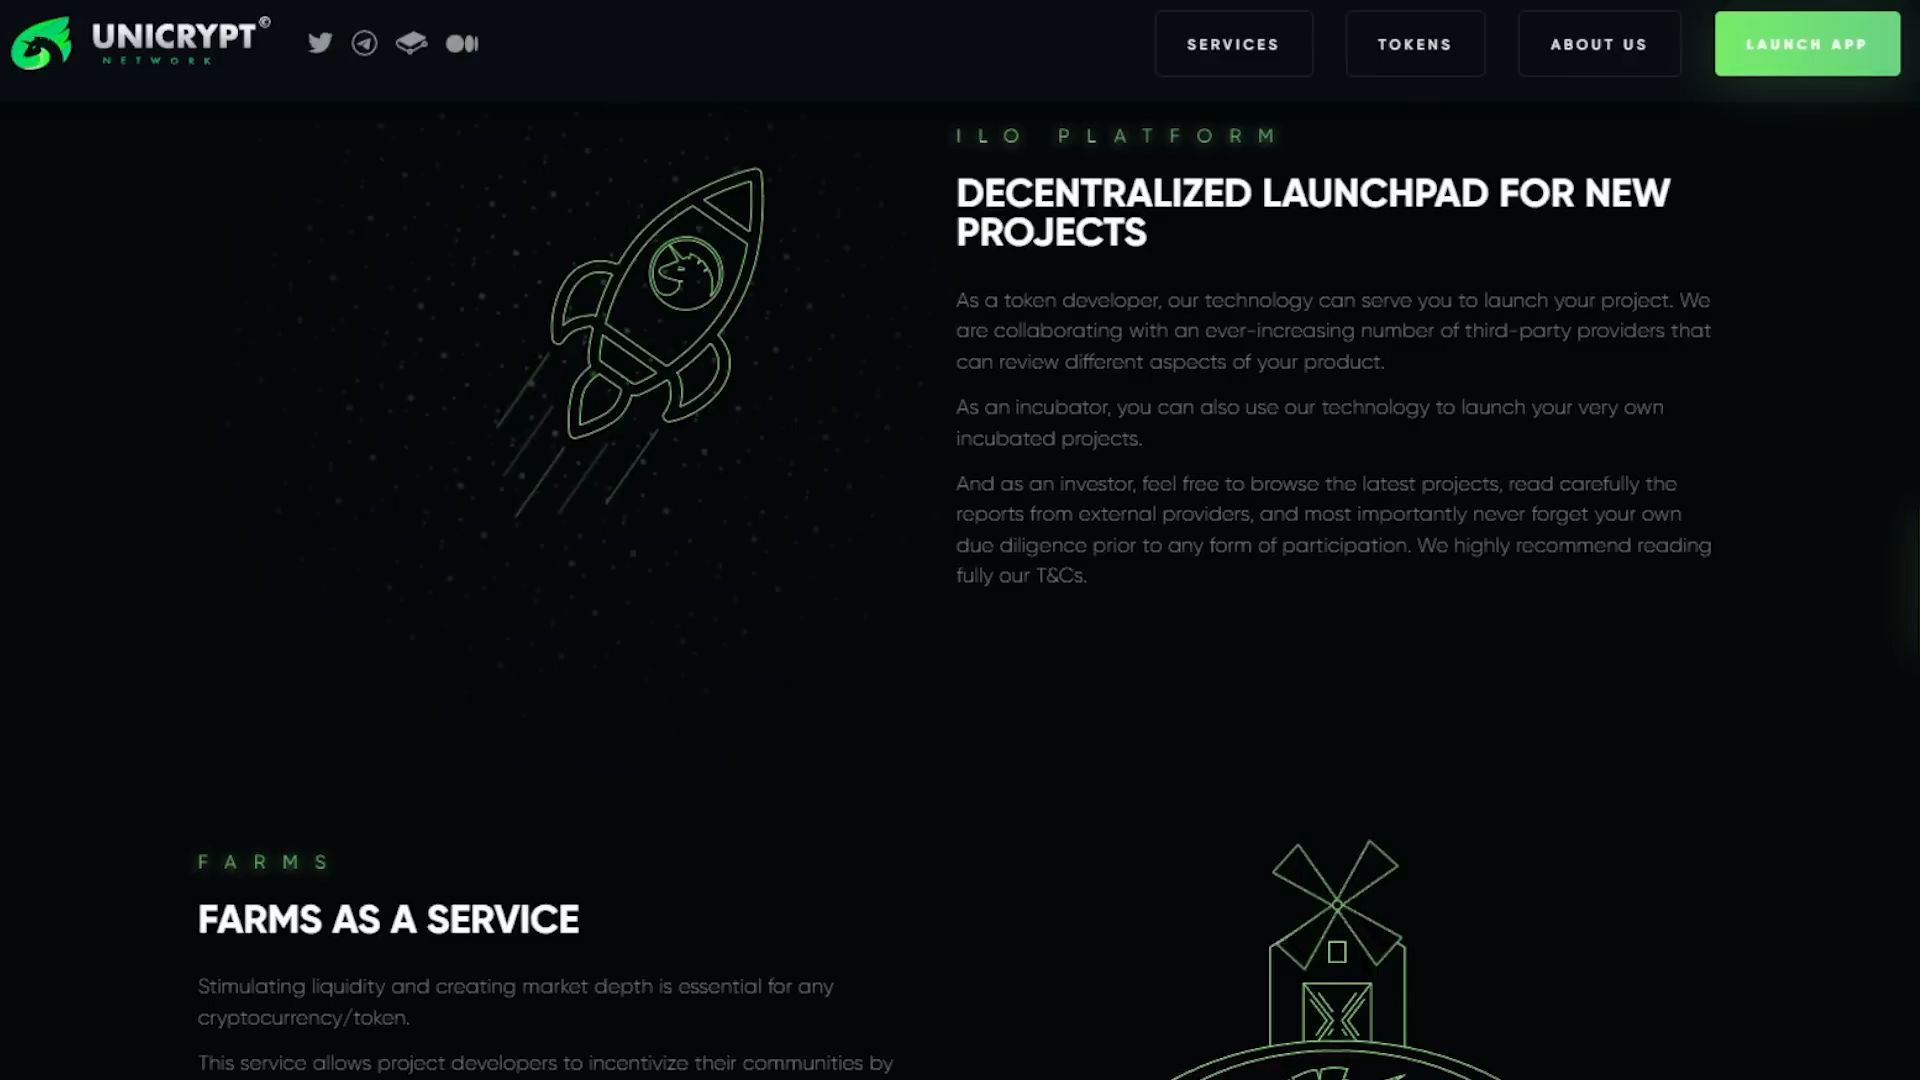 UNICRYPT©
NETWORK
SERVICES
TOKENS
ABOUT US
LAUNCH APP
ILO PLATFORM
DECENTRALIZED LAUNCHPAD FOR NEW
PROJECTS
As a token developer, our technology can serve you to launch your project. We
are collaborating with an ever-increasing number of third-party providers that
can review different aspects of your product.
As an incubator, you can also use our technology to launch your very own
incubated projects.
And as an investor, feel free to browse the latest projects, read carefully the
reports from external providers, and most importantly never forget your own
due diligence prior to any form of participation. We highly recommend reading
fully our T&Cs.
FARMS
FARMS AS A SERVICE
Stimulating liquidity and creating market depth is essential for any
cryptocurrency/token.
This service allows project developers to incentivize their communities by